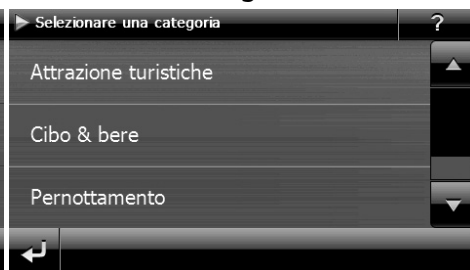 Selezionare una categoria ?
Attrazione turistiche
Cibo & bere
Pernottamento